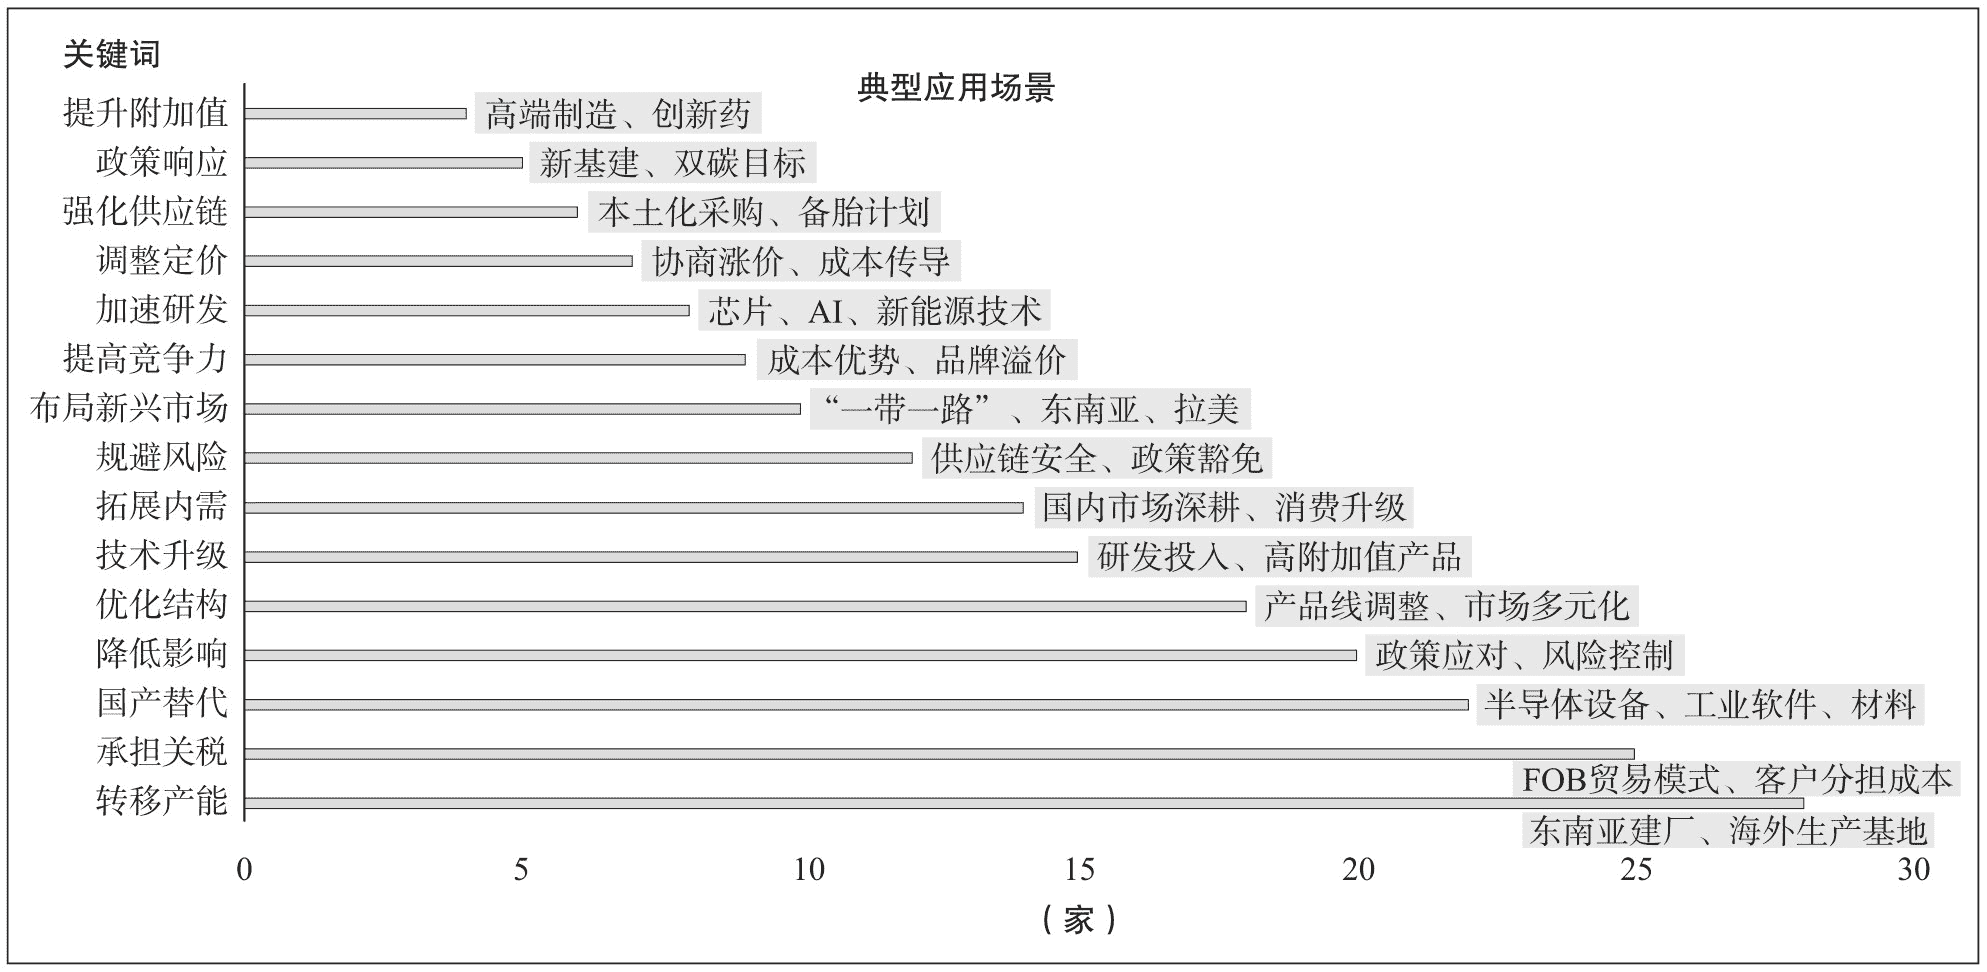 关键词
典型应用场景
提升附加值 高端制造、创新药
政策响应 新基建、双碳目标
强化供应链 本土化采购、备胎计划
调整定价 协商涨价、成本传导
加速研发 芯片、AI、新能源技术
提高竞争力 成本优势、品牌溢价
布局新兴市场 “一带一路”、东南亚、拉美
规避风险 供应链安全、政策豁免
拓展内需 国内市场深耕、消费升级
技术升级 研发投入、高附加值产品
优化结构 产品线调整、市场多元化
降低影响 政策应对、风险控制
国产替代 半导体设备、工业软件、材料
承担关税
FOB贸易模式、客户分担成本
转移产能
东南亚建厂、海外生产基地
0 5 10 15 20 25 30
（家）